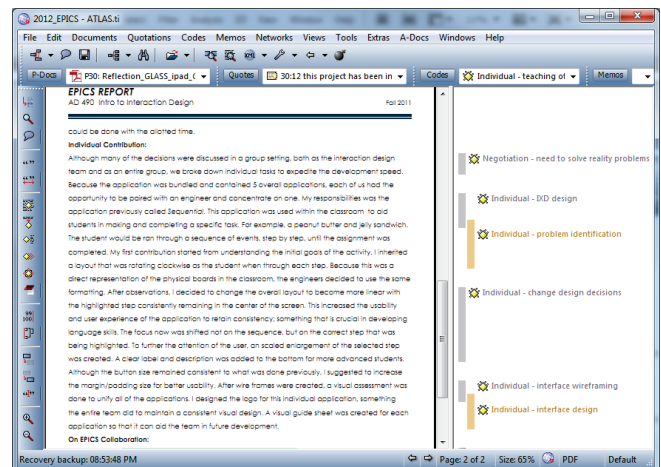 2012_EPICS - ATLAS.ti
File Edit Documents Quotations Codes Memos Networks Views Tools Extras A-Docs Windows Help
P-Docs P30: Reflection_GLASS_ipad_( Quotes 30:12 this project has been in Codes Individual - teaching of Memos
EPICS REPORT
AD 490 Intro to Interaction Design Fall 2011
could be done with the allotted time.
Individual Contribution:
Although many of the decisions were discussed in a group setting, both as the interaction design
team and as an entire group, we broke down individual tasks to expedite the development speed.
Because the application was bundled and contained 5 overall applications, each of us had the
opportunity to be paired with an engineer and concentrate on one. My responsibilities was the
application previously called Sequential. This application was used within the classroom to aid
students in making and completing a specific task. For example, a peanut butter and jelly sandwich.
The student would be ran through a sequence of events, step by step, until the assignment was
completed. My first contribution started from understanding the initial goals of the activity. I inherited
a layout that was rotating clockwise as the student when through each step. Because this was a
direct representation of the physical boards in the classroom, the engineers decided to use the same
formatting. After observations, I decided to change the overall layout to become more linear with
the highlighted step consistently remaining in the center of the screen. This increased the usability
and user experience of the application to retain consistency; something that is crucial in developing
language skills. The focus now was shifted not on the sequence, but on the correct step that was
being highlighted. To further the attention of the user, an scaled enlargement of the selected step
was created. A clear label and description was added to the bottom for more advanced students.
Although the button size remained consistent to what was done previously, I suggested to increase
the margin/padding size for better usability. After wire frames were created, a visual assessment was
done to unify all of the applications. I designed the logo for this individual application, something
the entire team did to maintain a consistent visual design. A visual guide sheet was created for each
application so that it can aid the team in future development.
On EPICS Collaboration:
Negotiation - need to solve reality problems
Individual - IXD design
Individual - problem identification
Individual - change design decisions
Individual - interface wireframing
Individual - interface design
Recovery backup: 08:53:48 PM Page: 2 of 2 Size: 65% PDF Default